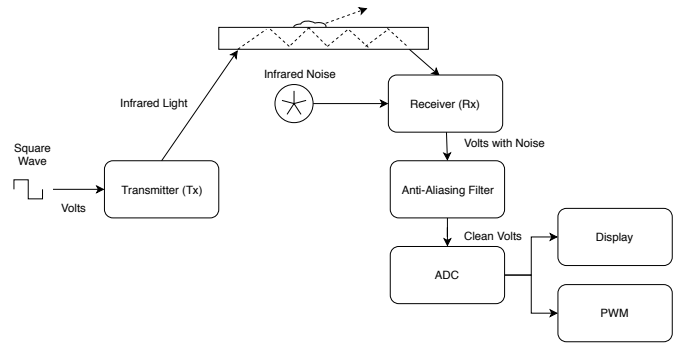 Infrared Noise
Receiver (Rx)
Infrared Light
Volts with Noise
Square
Wave
Transmitter (Tx)
Anti-Aliasing Filter
Volts
Clean Volts
Display
ADC
PWM